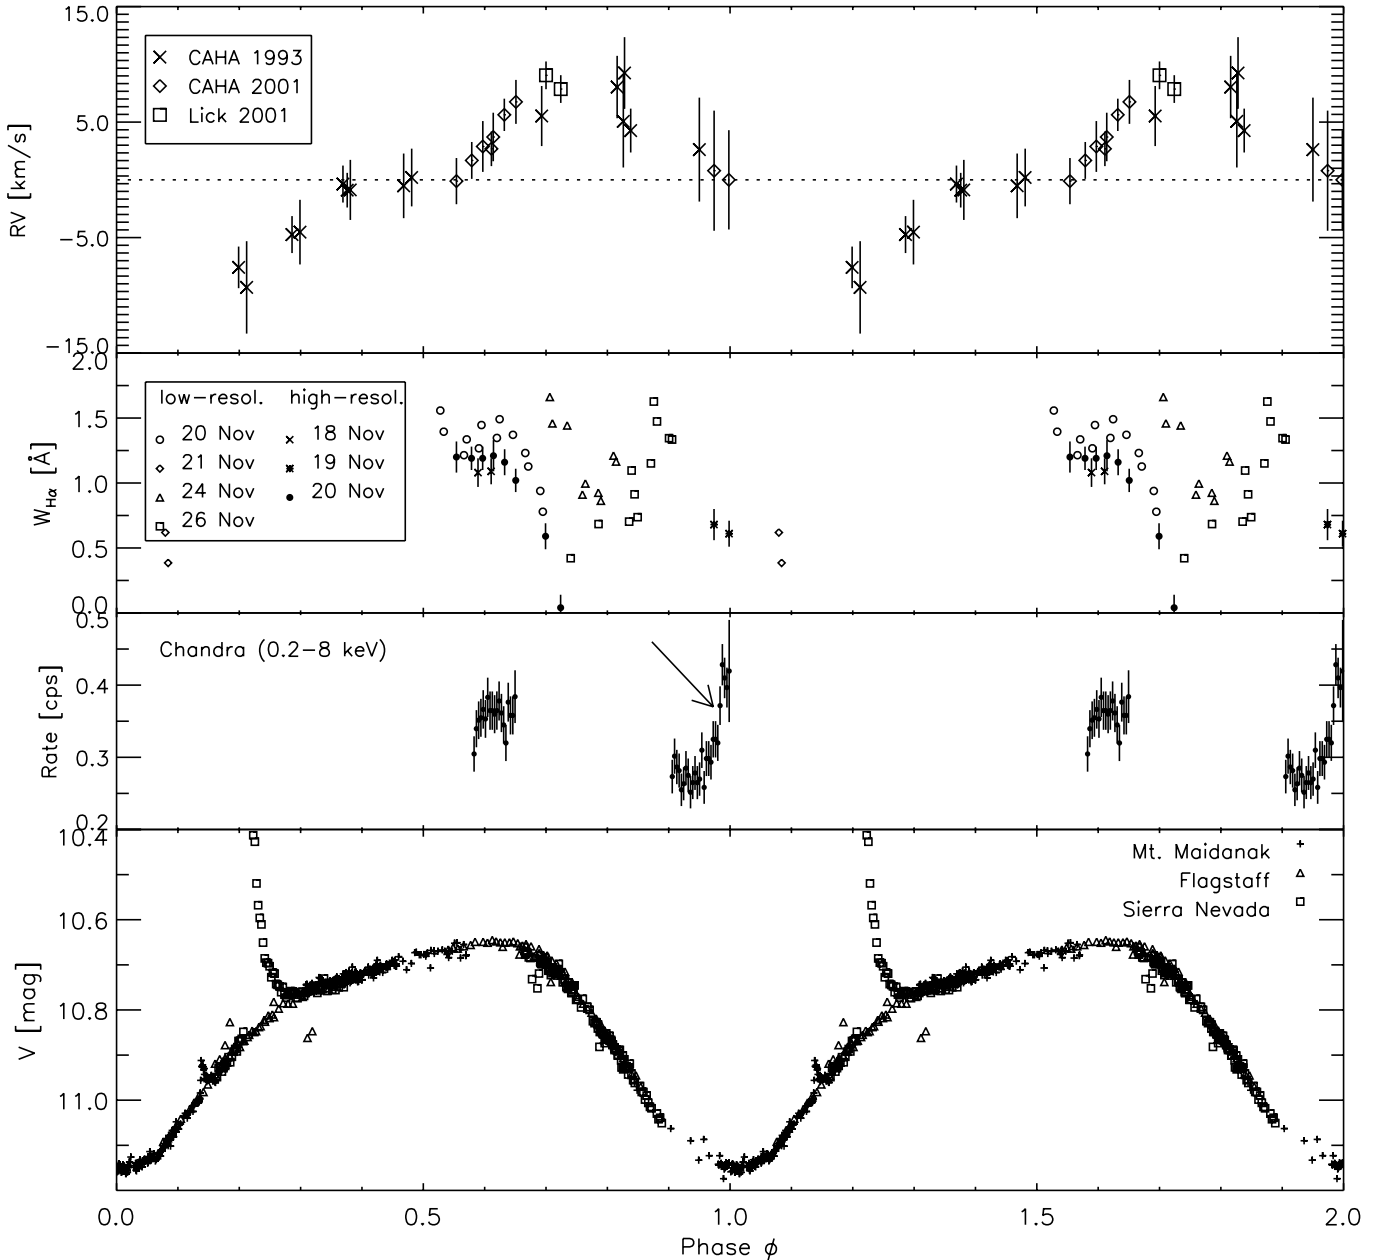 15.0
5.0
−5.0
−15.0
RV [km/s]
CAHA 1993
CAHA 2001
Lick 2001
2.0
1.5
1.0
0.5
0.0
WHα [Å]
low−resol. high−resol.
20 Nov 18 Nov
21 Nov 19 Nov
24 Nov 20 Nov
26 Nov
0.5
0.4
0.3
0.2
Rate [cps]
Chandra (0.2−8 keV)
10.4
10.6
10.8
11.0
V [mag]
Mt. Maidanak
Flagstaff
Sierra Nevada
0.0 0.5 1.0 1.5 2.0
Phase ϕ